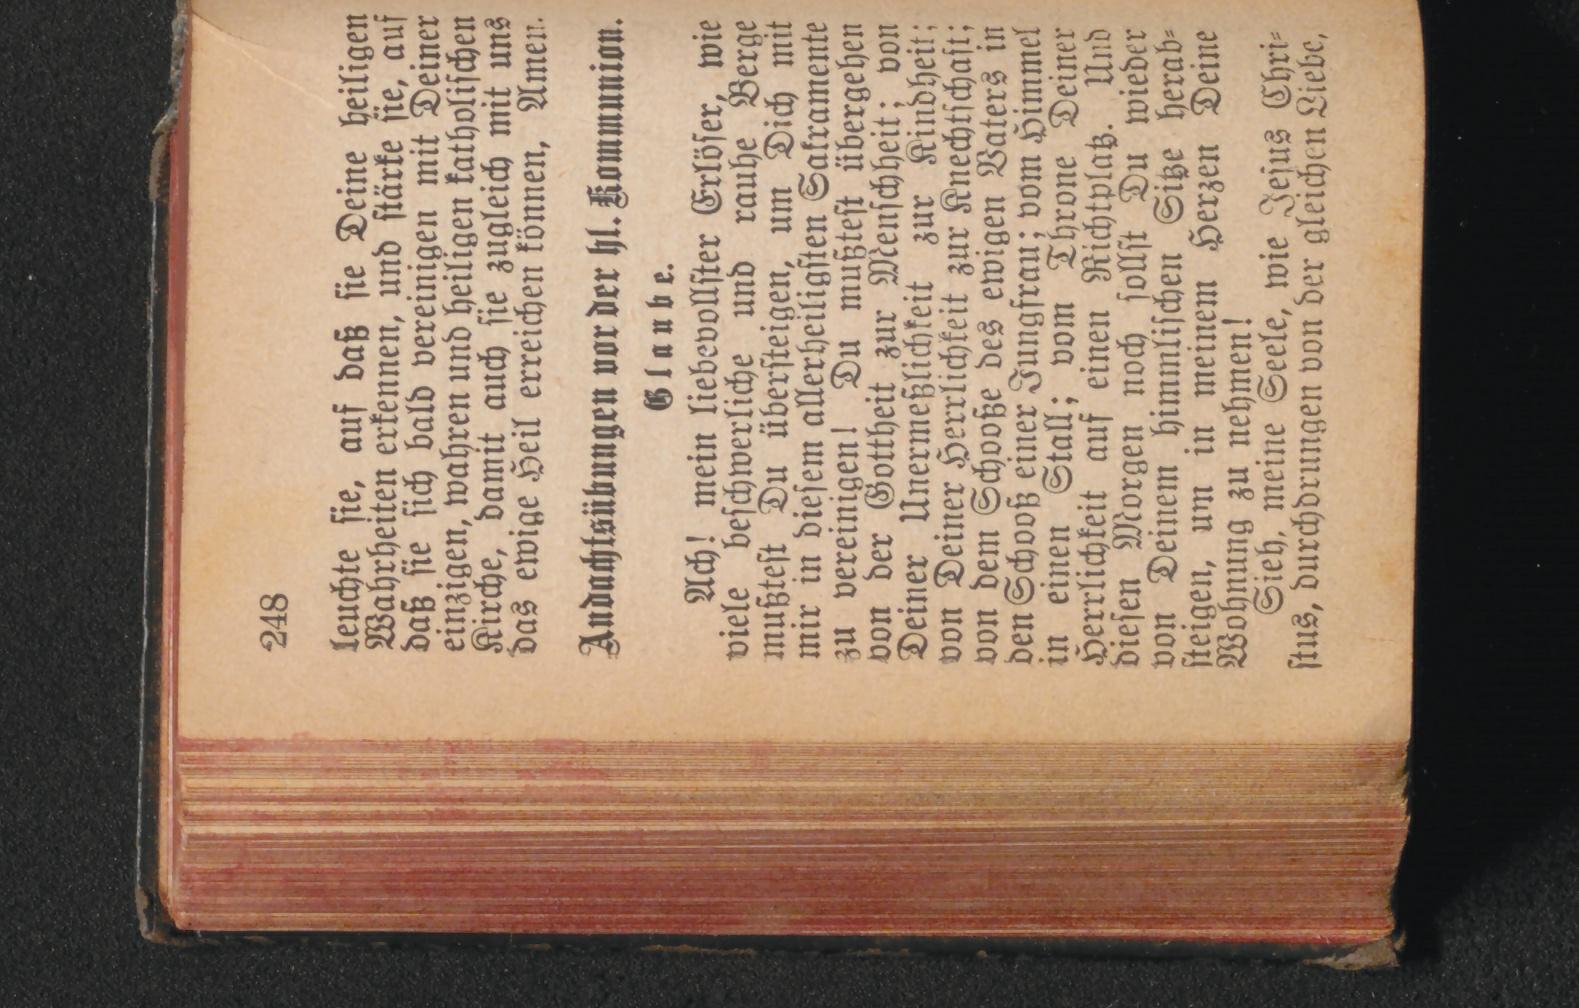 248
leuchte sie, auf daß sie Deine heiligen
Wahrheiten erkennen, und stärke sie, auf
daß sie sich bald vereinigen mit Deiner
einzigen, wahren und heiligen katholischen
Kirche, damit auch sie zugleich mit uns
das ewige Heil erreichen können, Amen.
Andachtsübungen vor der hl. Kommunion.
Glaube.
Ach! mein liebevollster Erlöser, wie
viele beschwerliche und rauhe Berge
mußtest Du übersteigen, um Dich mit
mir in diesem allerheiligsten Sakramente
zu vereinigen! Du mußtest übergehen
von der Gottheit zur Menschheit; von
Deiner Unermeßlichkeit zur Kindheit;
von Deiner Herrlichkeit zur Knechtschaft;
von dem Schooße des ewigen Vaters in
den Schooß einer Jungfrau; vom Himmel
in einen Stall; vom Throne Deiner
Herrlichkeit auf einen Richtplatz. Und
diesen Morgen noch sollst Du wieder
von Deinem himmlischen Sitze herab-
steigen, um in meinem Herzen Deine
Wohnung zu nehmen!
Sieh, meine Seele, wie Jesus Chri-
stus, durchdrungen von der gleichen Liebe,